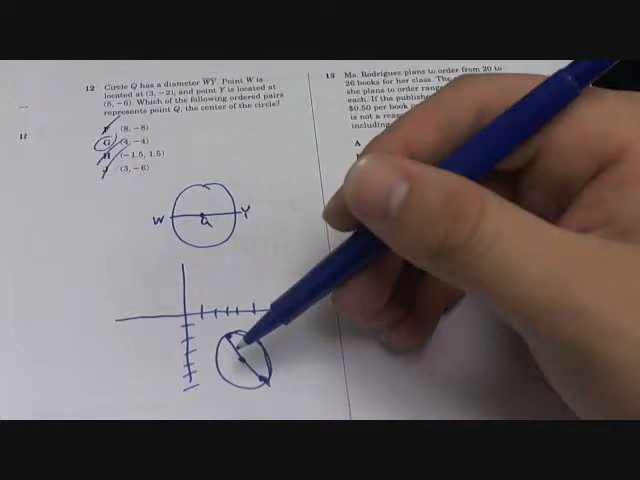 12 Circle Q has a diameter WY. Point W is
located at (3, −2), and point Y is located at
(5, −6). Which of the following ordered pairs
represents point Q, the center of the circle?
F (8, −8)
G (4, −4)
H (−1.5, 1.5)
J (3, −6)
W Q Y
13 Ms. Rodriguez plans to order from 20 to
26 books for her class. The
she plans to order
each. If the
$0.50 per book
is not a
including
A